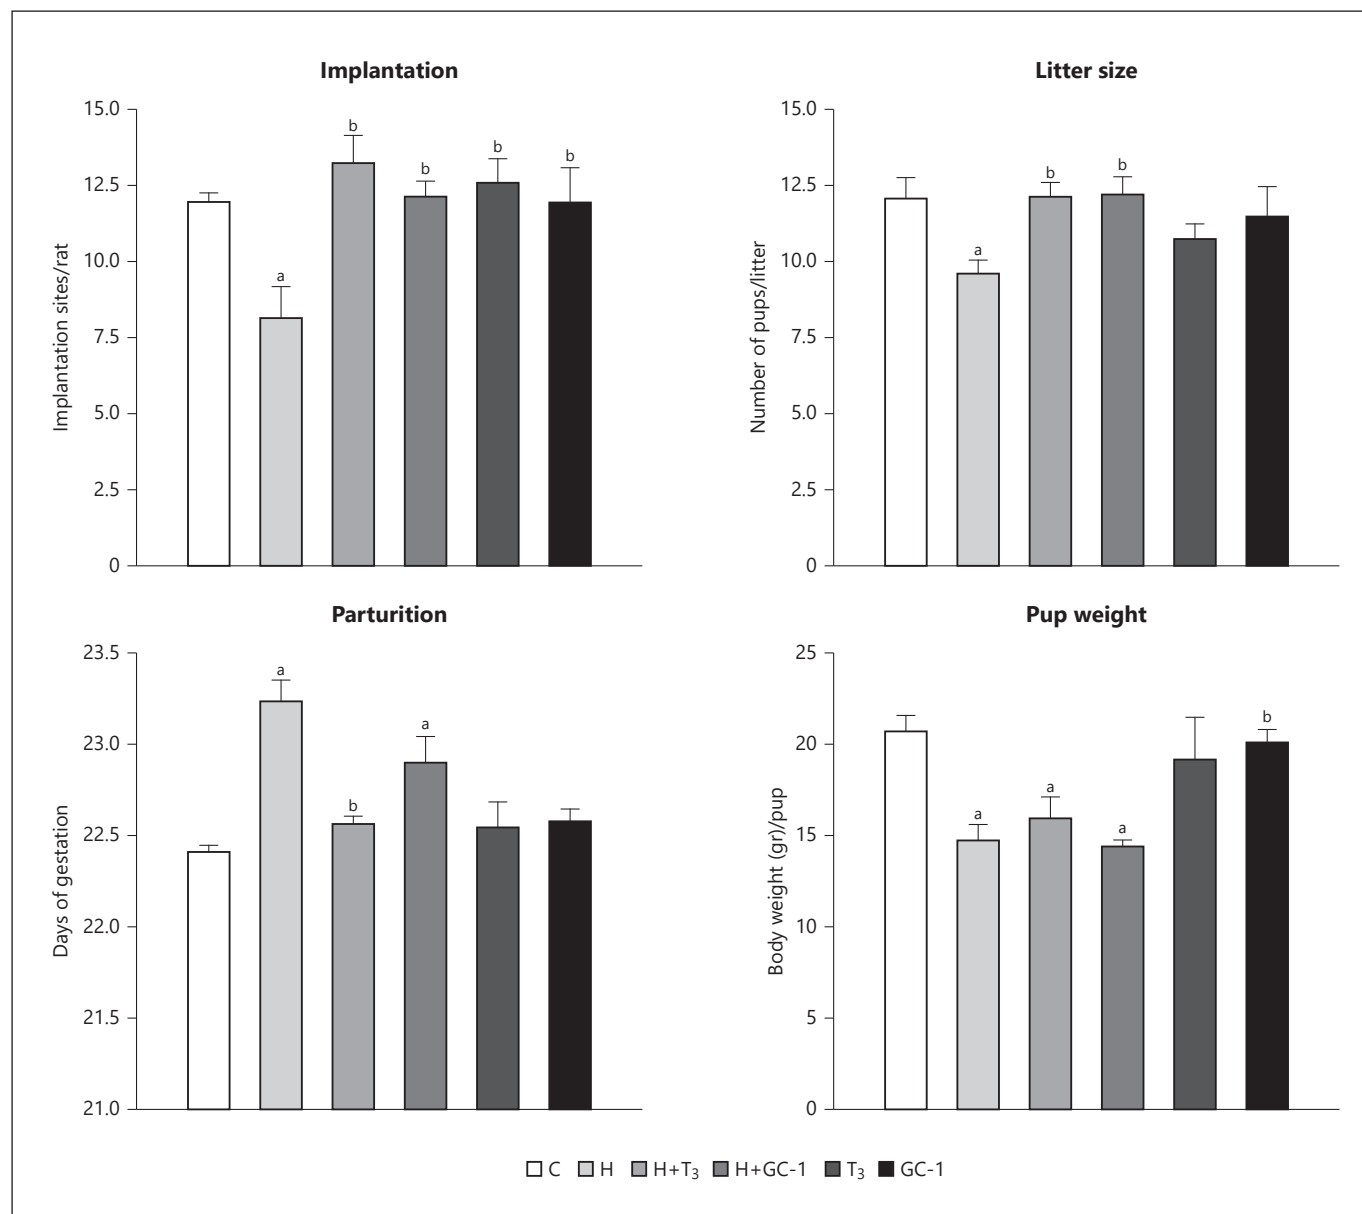 Implantation
Implantation sites/rat
15.0
12.5
10.0
7.5
5.0
2.5
0
a
b
b
b
b
Litter size
Number of pups/litter
15.0
12.5
10.0
7.5
5.0
2.5
0
a
b
b
Parturition
Days of gestation
23.5
23.0
22.5
22.0
21.5
21.0
a
b
a
Pup weight
Body weight (gr)/pup
25
20
15
10
5
0
a
a
a
b
C H H+T₃ H+GC-1 T₃ GC-1